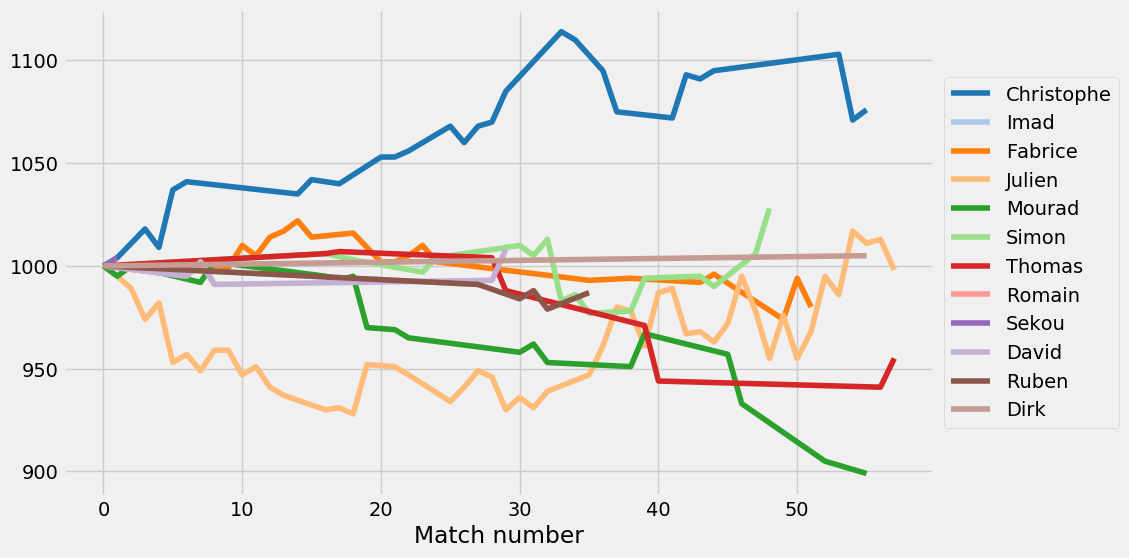 1100
1050
1000
950
900
0 10 20 30 40 50
Match number
Christophe
Imad
Fabrice
Julien
Mourad
Simon
Thomas
Romain
Sekou
David
Ruben
Dirk